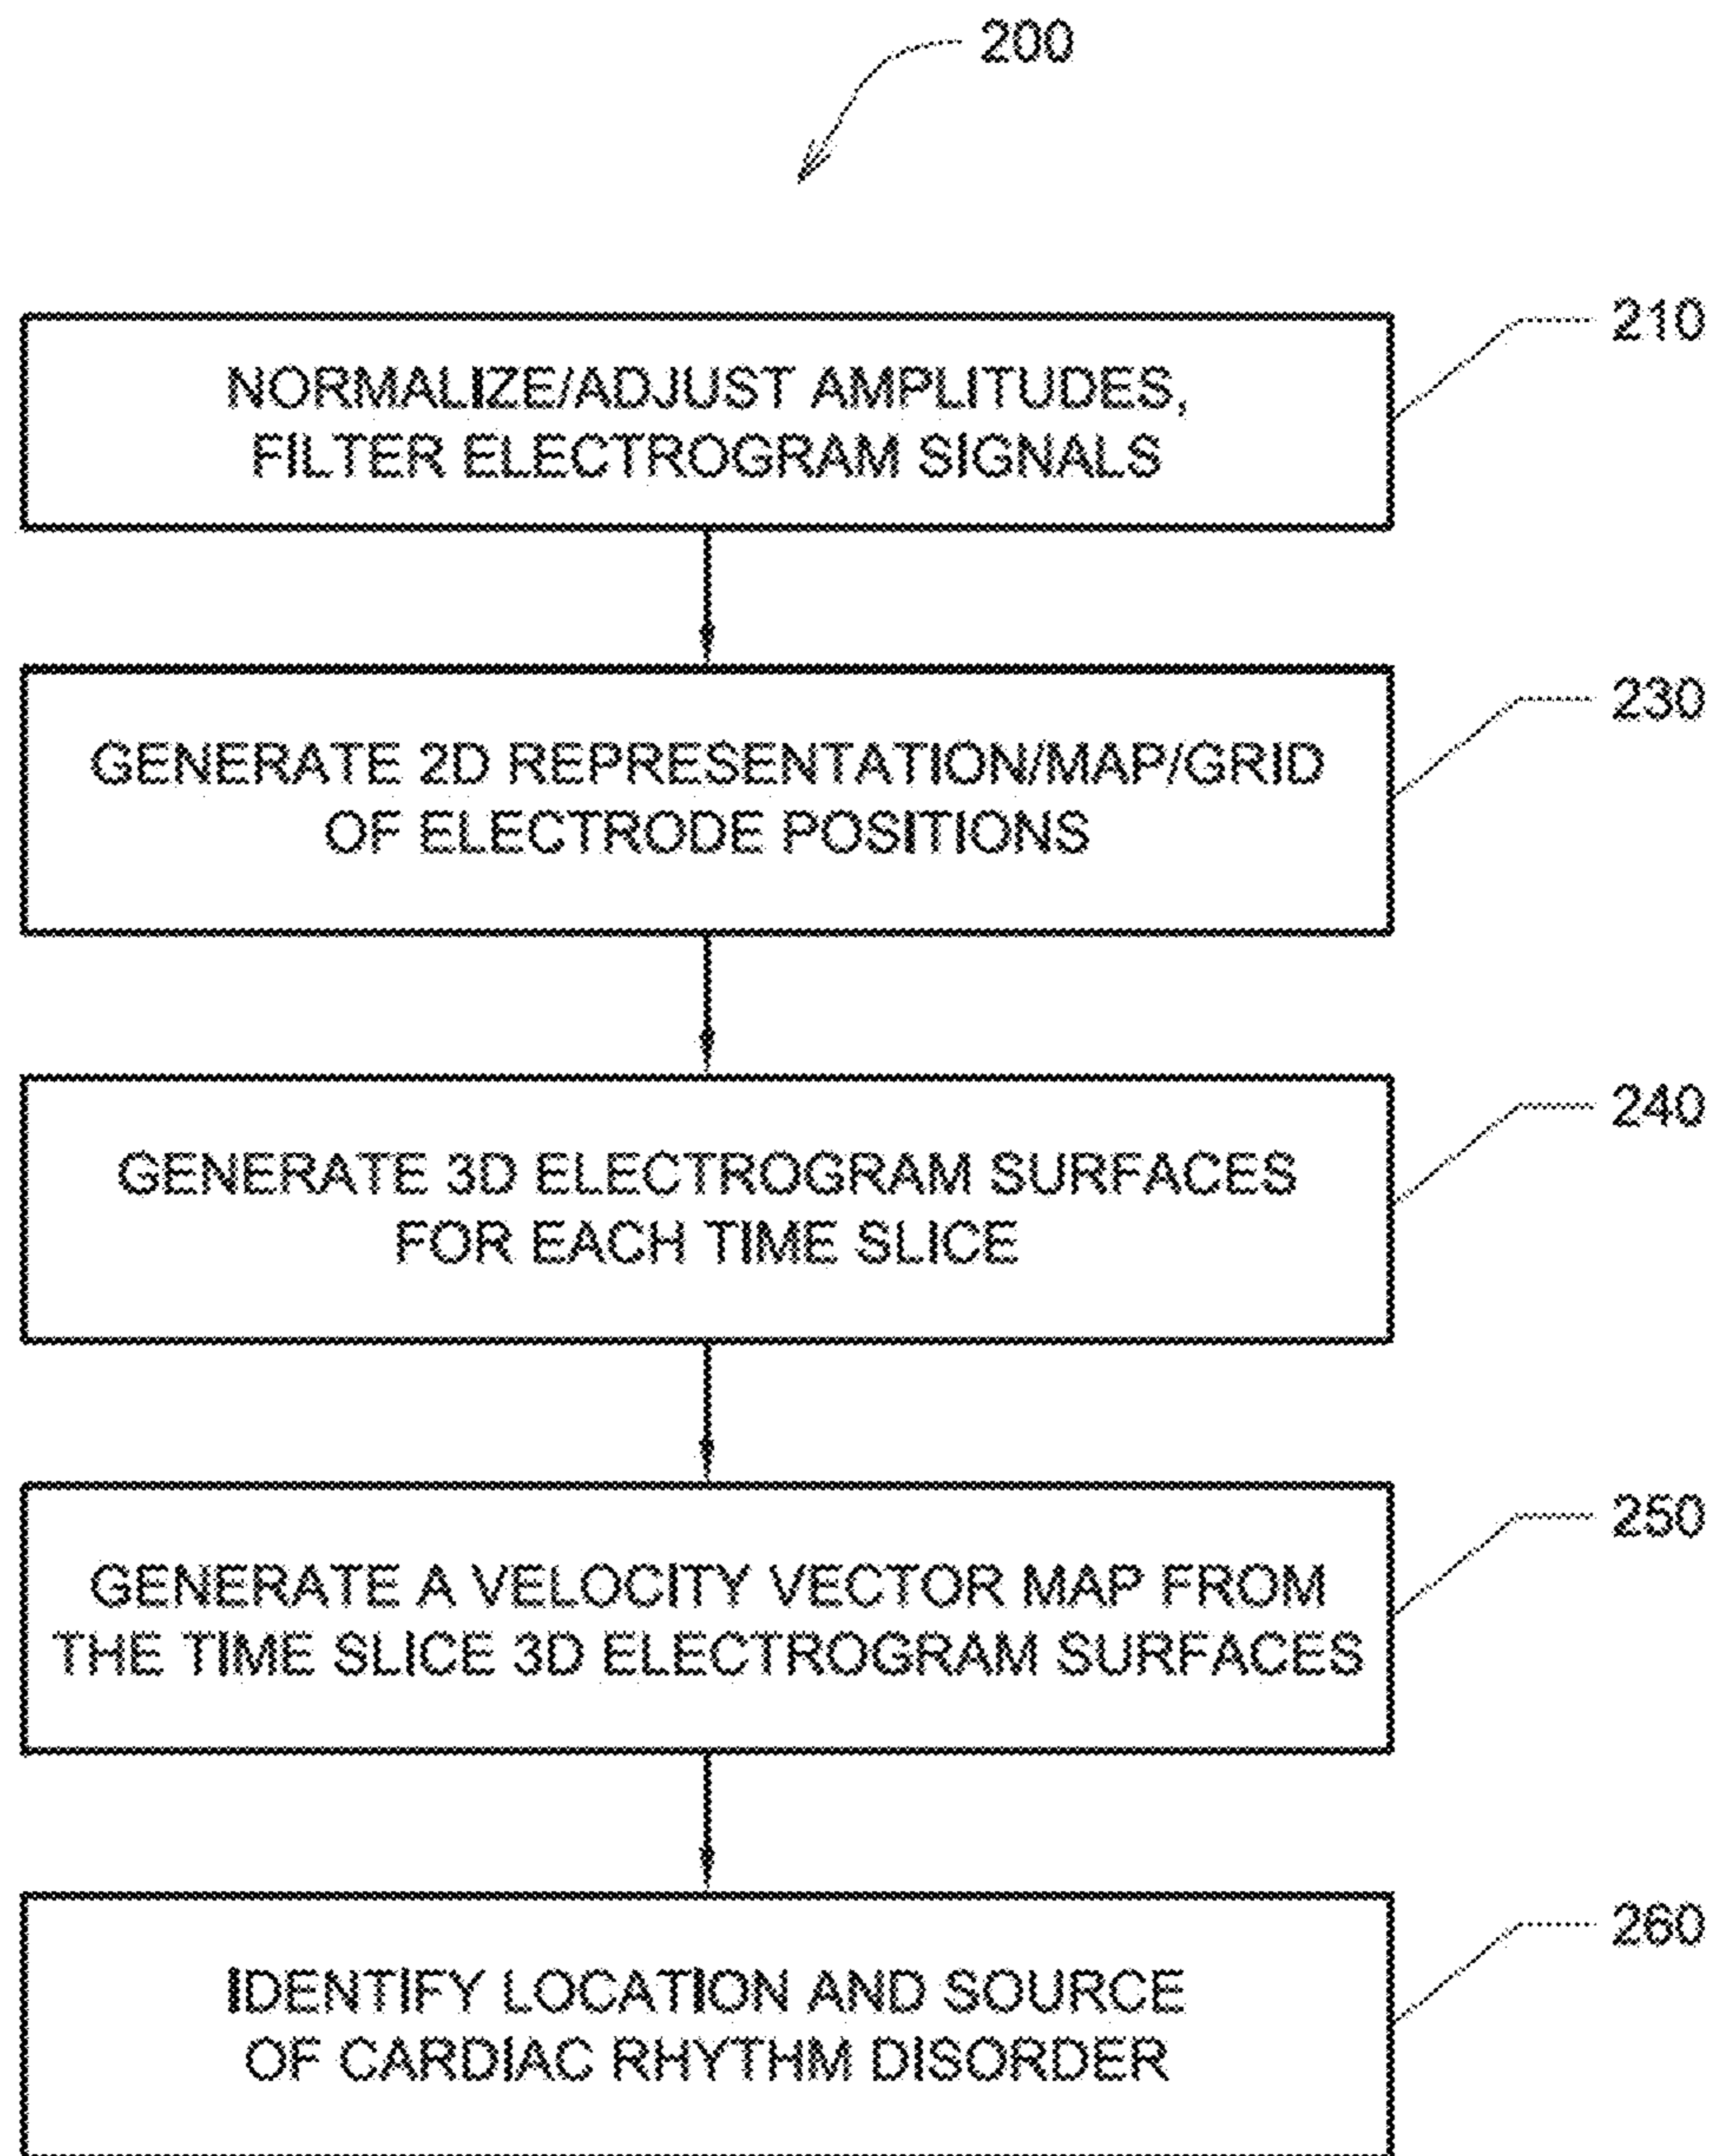 200
210
NORMALIZE/ADJUST AMPLITUDES,
FILTER ELECTROGRAM SIGNALS
230
GENERATE 2D REPRESENTATION/MAP/GRID
OF ELECTRODE POSITIONS
240
GENERATE 3D ELECTROGRAM SURFACES
FOR EACH TIME SLICE
250
GENERATE A VELOCITY VECTOR MAP FROM
THE TIME SLICE 3D ELECTROGRAM SURFACES
260
IDENTIFY LOCATION AND SOURCE
OF CARDIAC RHYTHM DISORDER